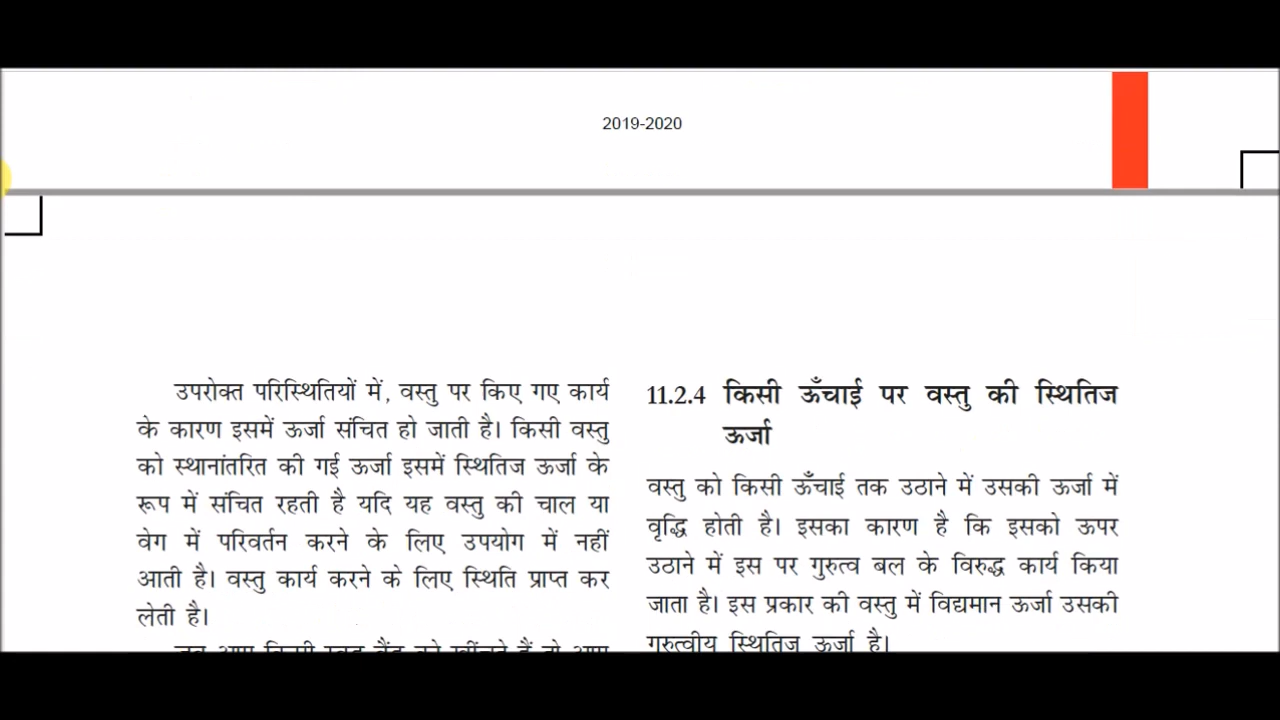 2019-2020
उपरोक्त परिस्थितियों में, वस्तु पर किए गए कार्य
के कारण इसमें ऊर्जा संचित हो जाती है। किसी वस्तु
को स्थानांतरित की गई ऊर्जा इसमें स्थितिज ऊर्जा के
रूप में संचित रहती है यदि यह वस्तु की चाल या
वेग में परिवर्तन करने के लिए उपयोग में नहीं
आती है। वस्तु कार्य करने के लिए स्थिति प्राप्त कर
लेती है।
11.2.4 किसी ऊँचाई पर वस्तु की स्थितिज
ऊर्जा
वस्तु को किसी ऊँचाई तक उठाने में उसकी ऊर्जा में
वृद्धि होती है। इसका कारण है कि इसको ऊपर
उठाने में इस पर गुरुत्व बल के विरुद्ध कार्य किया
जाता है। इस प्रकार की वस्तु में विद्यमान ऊर्जा उसकी
गुरुत्वीय स्थितिज ऊर्जा है।